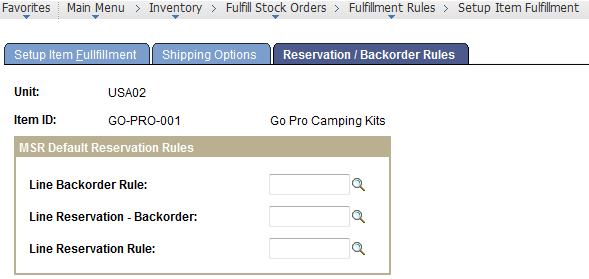 Favorites Main Menu > Inventory > Fulfill Stock Orders > Fulfillment Rules > Setup Item Fulfillment
Setup Item Fullfillment Shipping Options Reservation / Backorder Rules
Unit: USA02
Item ID: GO-PRO-001 Go Pro Camping Kits
MSR Default Reservation Rules
Line Backorder Rule:
Line Reservation - Backorder:
Line Reservation Rule: